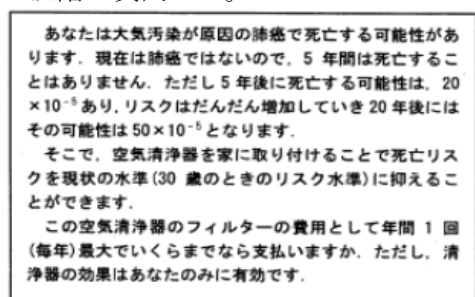 あなたは大気汚染が原因の肺癌で死亡する可能性があ
ります．現在は肺癌ではないので，5 年間は死亡するこ
とはありません．ただし 5 年後に死亡する可能性は，20
×10⁻⁵あり，リスクはだんだん増加していき 20 年後には
その可能性は 50×10⁻⁵となります．
そこで，空気清浄器を家に取り付けることで死亡リス
クを現状の水準(30 歳のときのリスク水準)に抑えるこ
とができます．
この空気清浄器のフィルターの費用として年間 1 回
(毎年)最大でいくらまでなら支払いますか．ただし，清
浄器の効果はあなたのみに有効です．